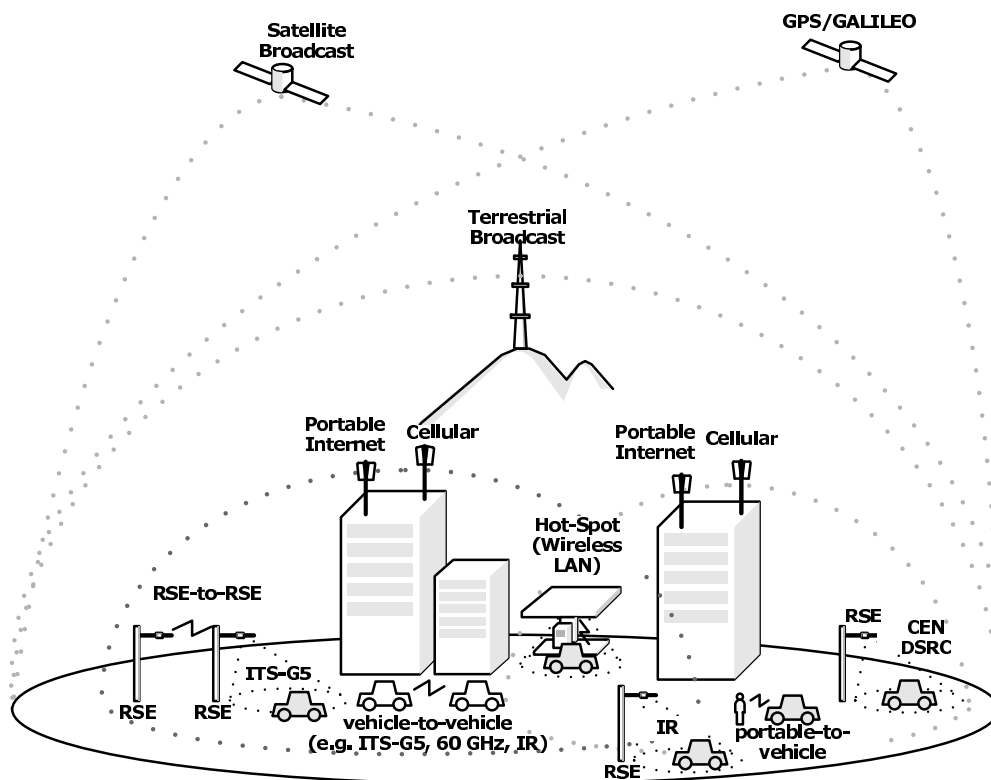 Satellite
Broadcast
GPS/GALILEO
Terrestrial
Broadcast
Portable
Internet
Cellular
Portable
Internet
Cellular
Hot-Spot
(Wireless
LAN)
RSE-to-RSE
RSE
CEN
DSRC
ITS-G5
RSE
RSE
vehicle-to-vehicle
(e.g. ITS-G5, 60 GHz, IR)
IR
portable-to-
vehicle
RSE